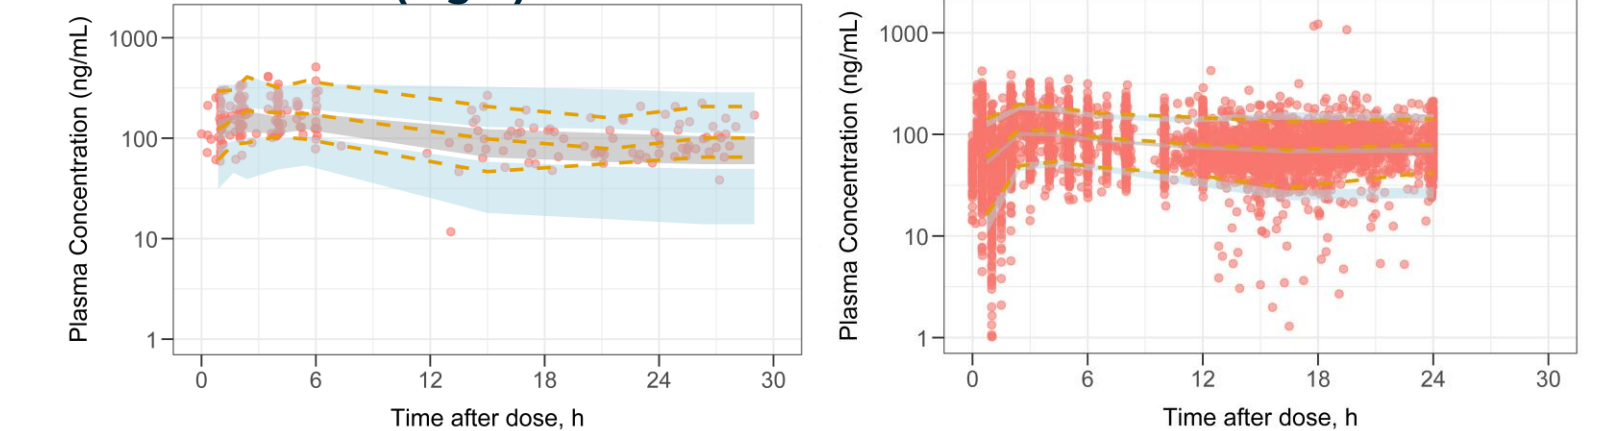 Plasma Concentration (ng/mL)
1000
100
10
1
0 6 12 18 24 30
Time after dose, h
Plasma Concentration (ng/mL)
1000
100
10
1
0 6 12 18 24 30
Time after dose, h